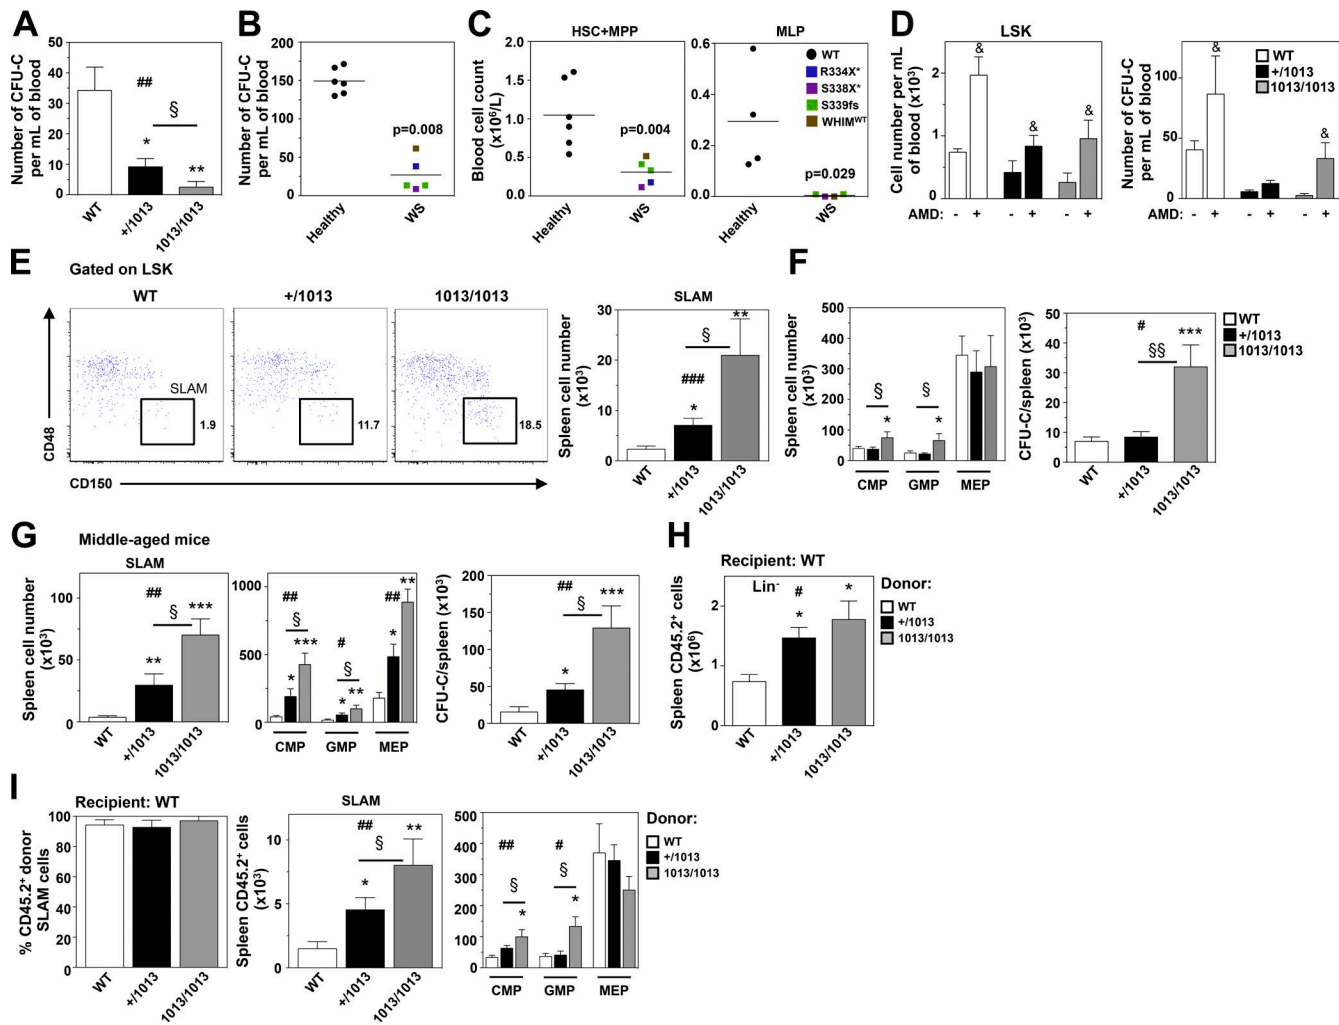 A
Number of CFU-C
per mL of blood
50
40
30
20
10
0
##
§
*
**
WT
+/1013
1013/1013
B
Number of CFU-C
per mL of blood
200
150
100
50
0
p=0.008
Healthy
WS
C
HSC+MPP
Blood cell count
(x10⁶/L)
2.0
1.5
1.0
0.5
0.0
p=0.004
Healthy
WS
MLP
0.6
0.4
0.2
0.0
WT
R334X*
S338X*
S339fs
WHIMᵂᵀ
p=0.029
Healthy
WS
D
LSK
Cell number per mL
of blood (x10³)
2
1
0
&
&
&
AMD: - + - + - +
Number of CFU-C
per mL of blood
100
50
0
&
&
WT
+/1013
1013/1013
AMD: - + - + - +
E
Gated on LSK
WT
+/1013
1013/1013
SLAM
1.9
11.7
18.5
CD48
CD150
SLAM
Spleen cell number
(x10³)
30
20
10
0
**
§
###
*
WT
+/1013
1013/1013
F
Spleen cell number
(x10³)
500
400
300
200
100
0
§
*
§
*
CMP
GMP
MEP
CFU-C/spleen (x10³)
50
40
30
20
10
0
#
§§
***
WT
+/1013
1013/1013
WT
+/1013
1013/1013
G
Middle-aged mice
SLAM
Spleen cell number
(x10³)
100
50
0
##
§
***
**
WT
+/1013
1013/1013
1000
500
0
##
§
***
*
#
§
*
**
##
**
*
CMP
GMP
MEP
CFU-C/spleen (x10³)
200
150
100
50
0
##
§
***
*
WT
+/1013
1013/1013
H
Recipient: WT
Lin⁻
Spleen CD45.2⁺ cells
(x10⁶)
2
1
0
#
*
*
WT
+/1013
1013/1013
Donor:
WT
+/1013
1013/1013
I
Recipient: WT
% CD45.2⁺ donor
SLAM cells
100
80
60
40
20
0
WT
+/1013
1013/1013
SLAM
Spleen CD45.2⁺ cells
(x10³)
10
5
0
##
§
**
*
WT
+/1013
1013/1013
500
400
300
200
100
0
##
§
*
#
§
*
CMP
GMP
MEP
Donor:
WT
+/1013
1013/1013